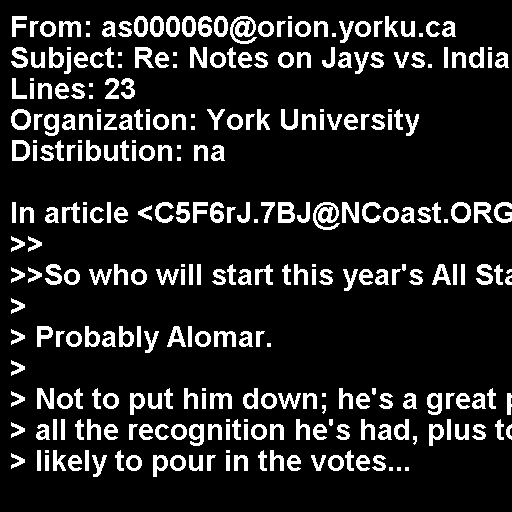 From: as000060@orion.yorku.ca
Subject: Re: Notes on Jays vs. India
Lines: 23
Organization: York University
Distribution: na

In article <C5F6rJ.7BJ@NCoast.ORG
>>
>>So who will start this year's All Sta
>
> Probably Alomar.
>
> Not to put him down; he's a great p
> all the recognition he's had, plus to
> likely to pour in the votes...